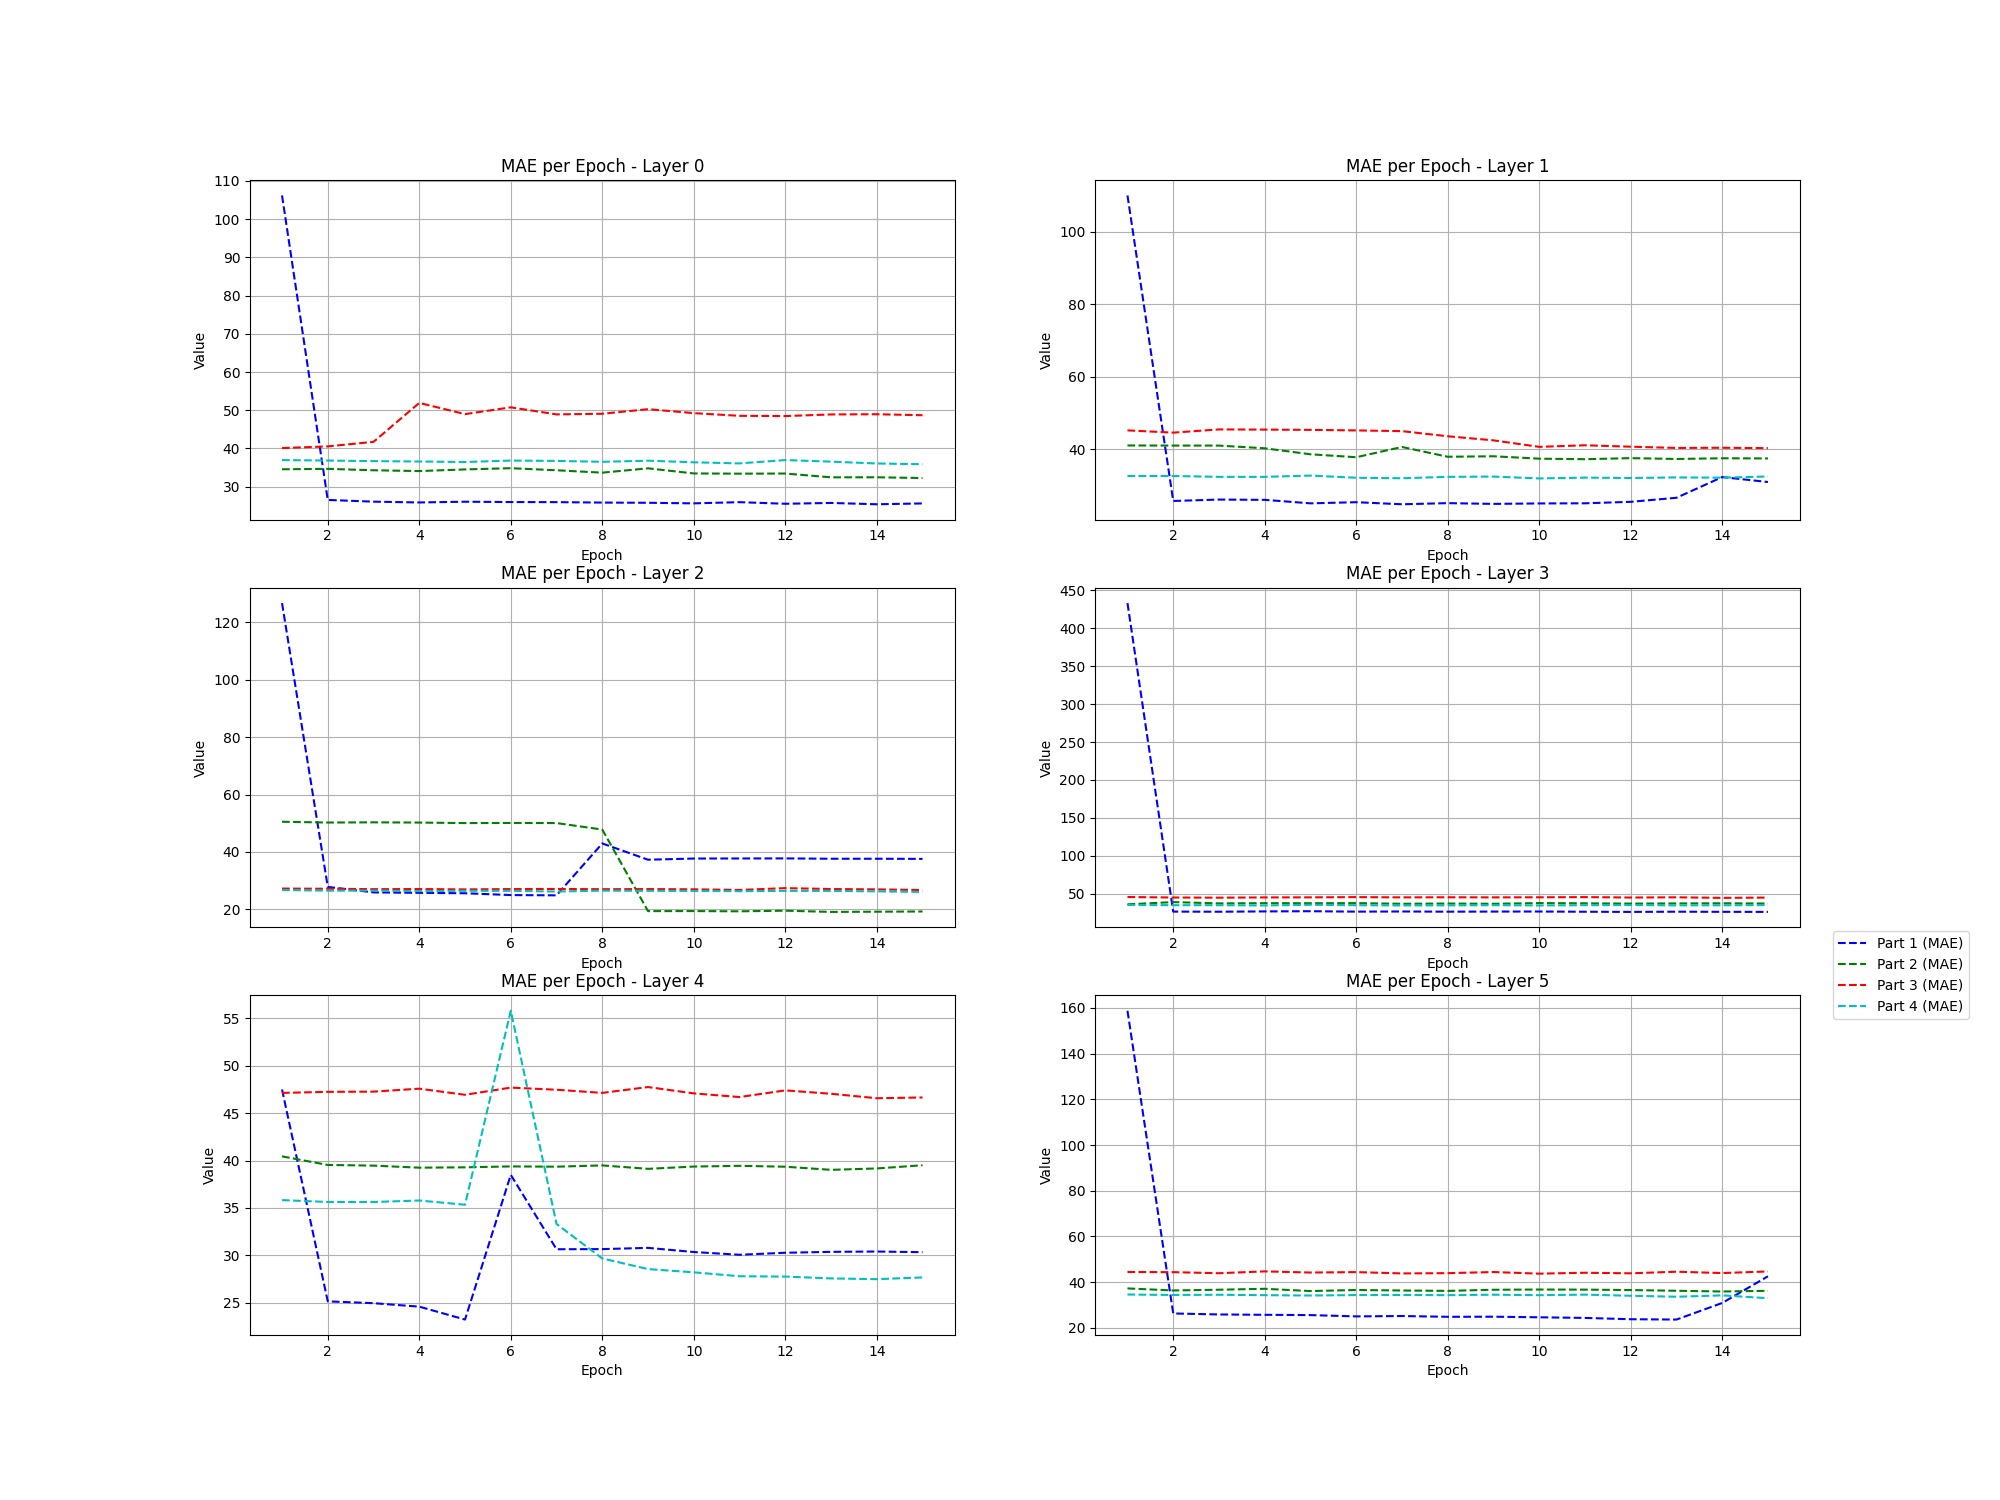 MAE per Epoch - Layer 0
110
100
90
80
70
60
50
40
30
Value
2 4 6 8 10 12 14
Epoch
MAE per Epoch - Layer 1
100
80
60
40
Value
2 4 6 8 10 12 14
Epoch
MAE per Epoch - Layer 2
120
100
80
60
40
20
Value
2 4 6 8 10 12 14
Epoch
MAE per Epoch - Layer 3
450
400
350
300
250
200
150
100
50
Value
2 4 6 8 10 12 14
Epoch
Part 1 (MAE)
Part 2 (MAE)
Part 3 (MAE)
Part 4 (MAE)
MAE per Epoch - Layer 4
55
50
45
40
35
30
25
Value
2 4 6 8 10 12 14
Epoch
MAE per Epoch - Layer 5
160
140
120
100
80
60
40
20
Value
2 4 6 8 10 12 14
Epoch